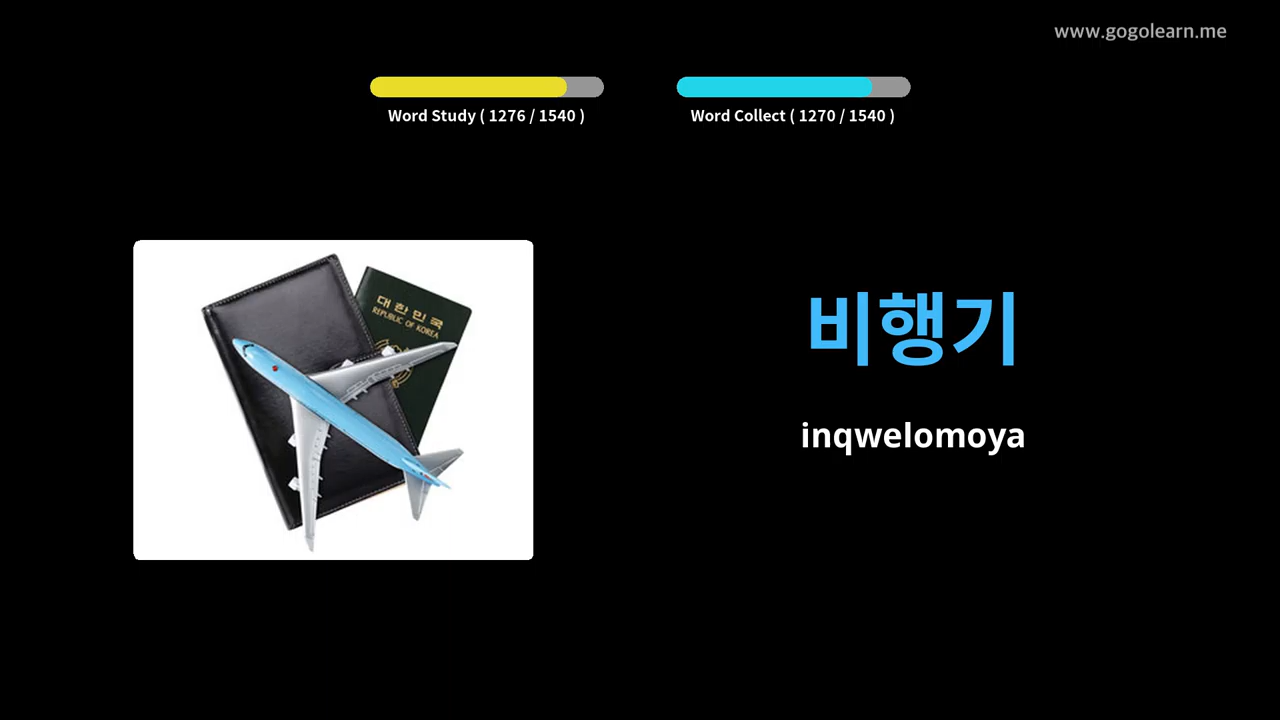 www.gogolearn.me
Word Study ( 1276 / 1540 )
Word Collect ( 1270 / 1540 )
대한민국
REPUBLIC OF KOREA
비행기
inqwelomoya